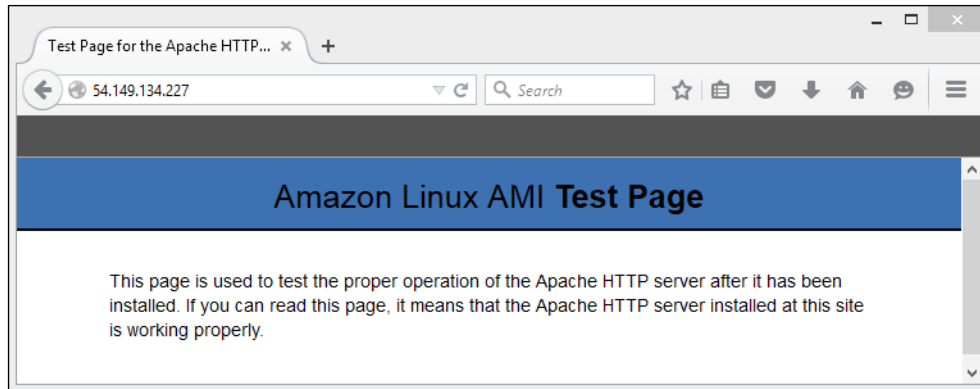 Test Page for the Apache HTTP...
54.149.134.227
Search
Amazon Linux AMI Test Page
This page is used to test the proper operation of the Apache HTTP server after it has been
installed. If you can read this page, it means that the Apache HTTP server installed at this site
is working properly.